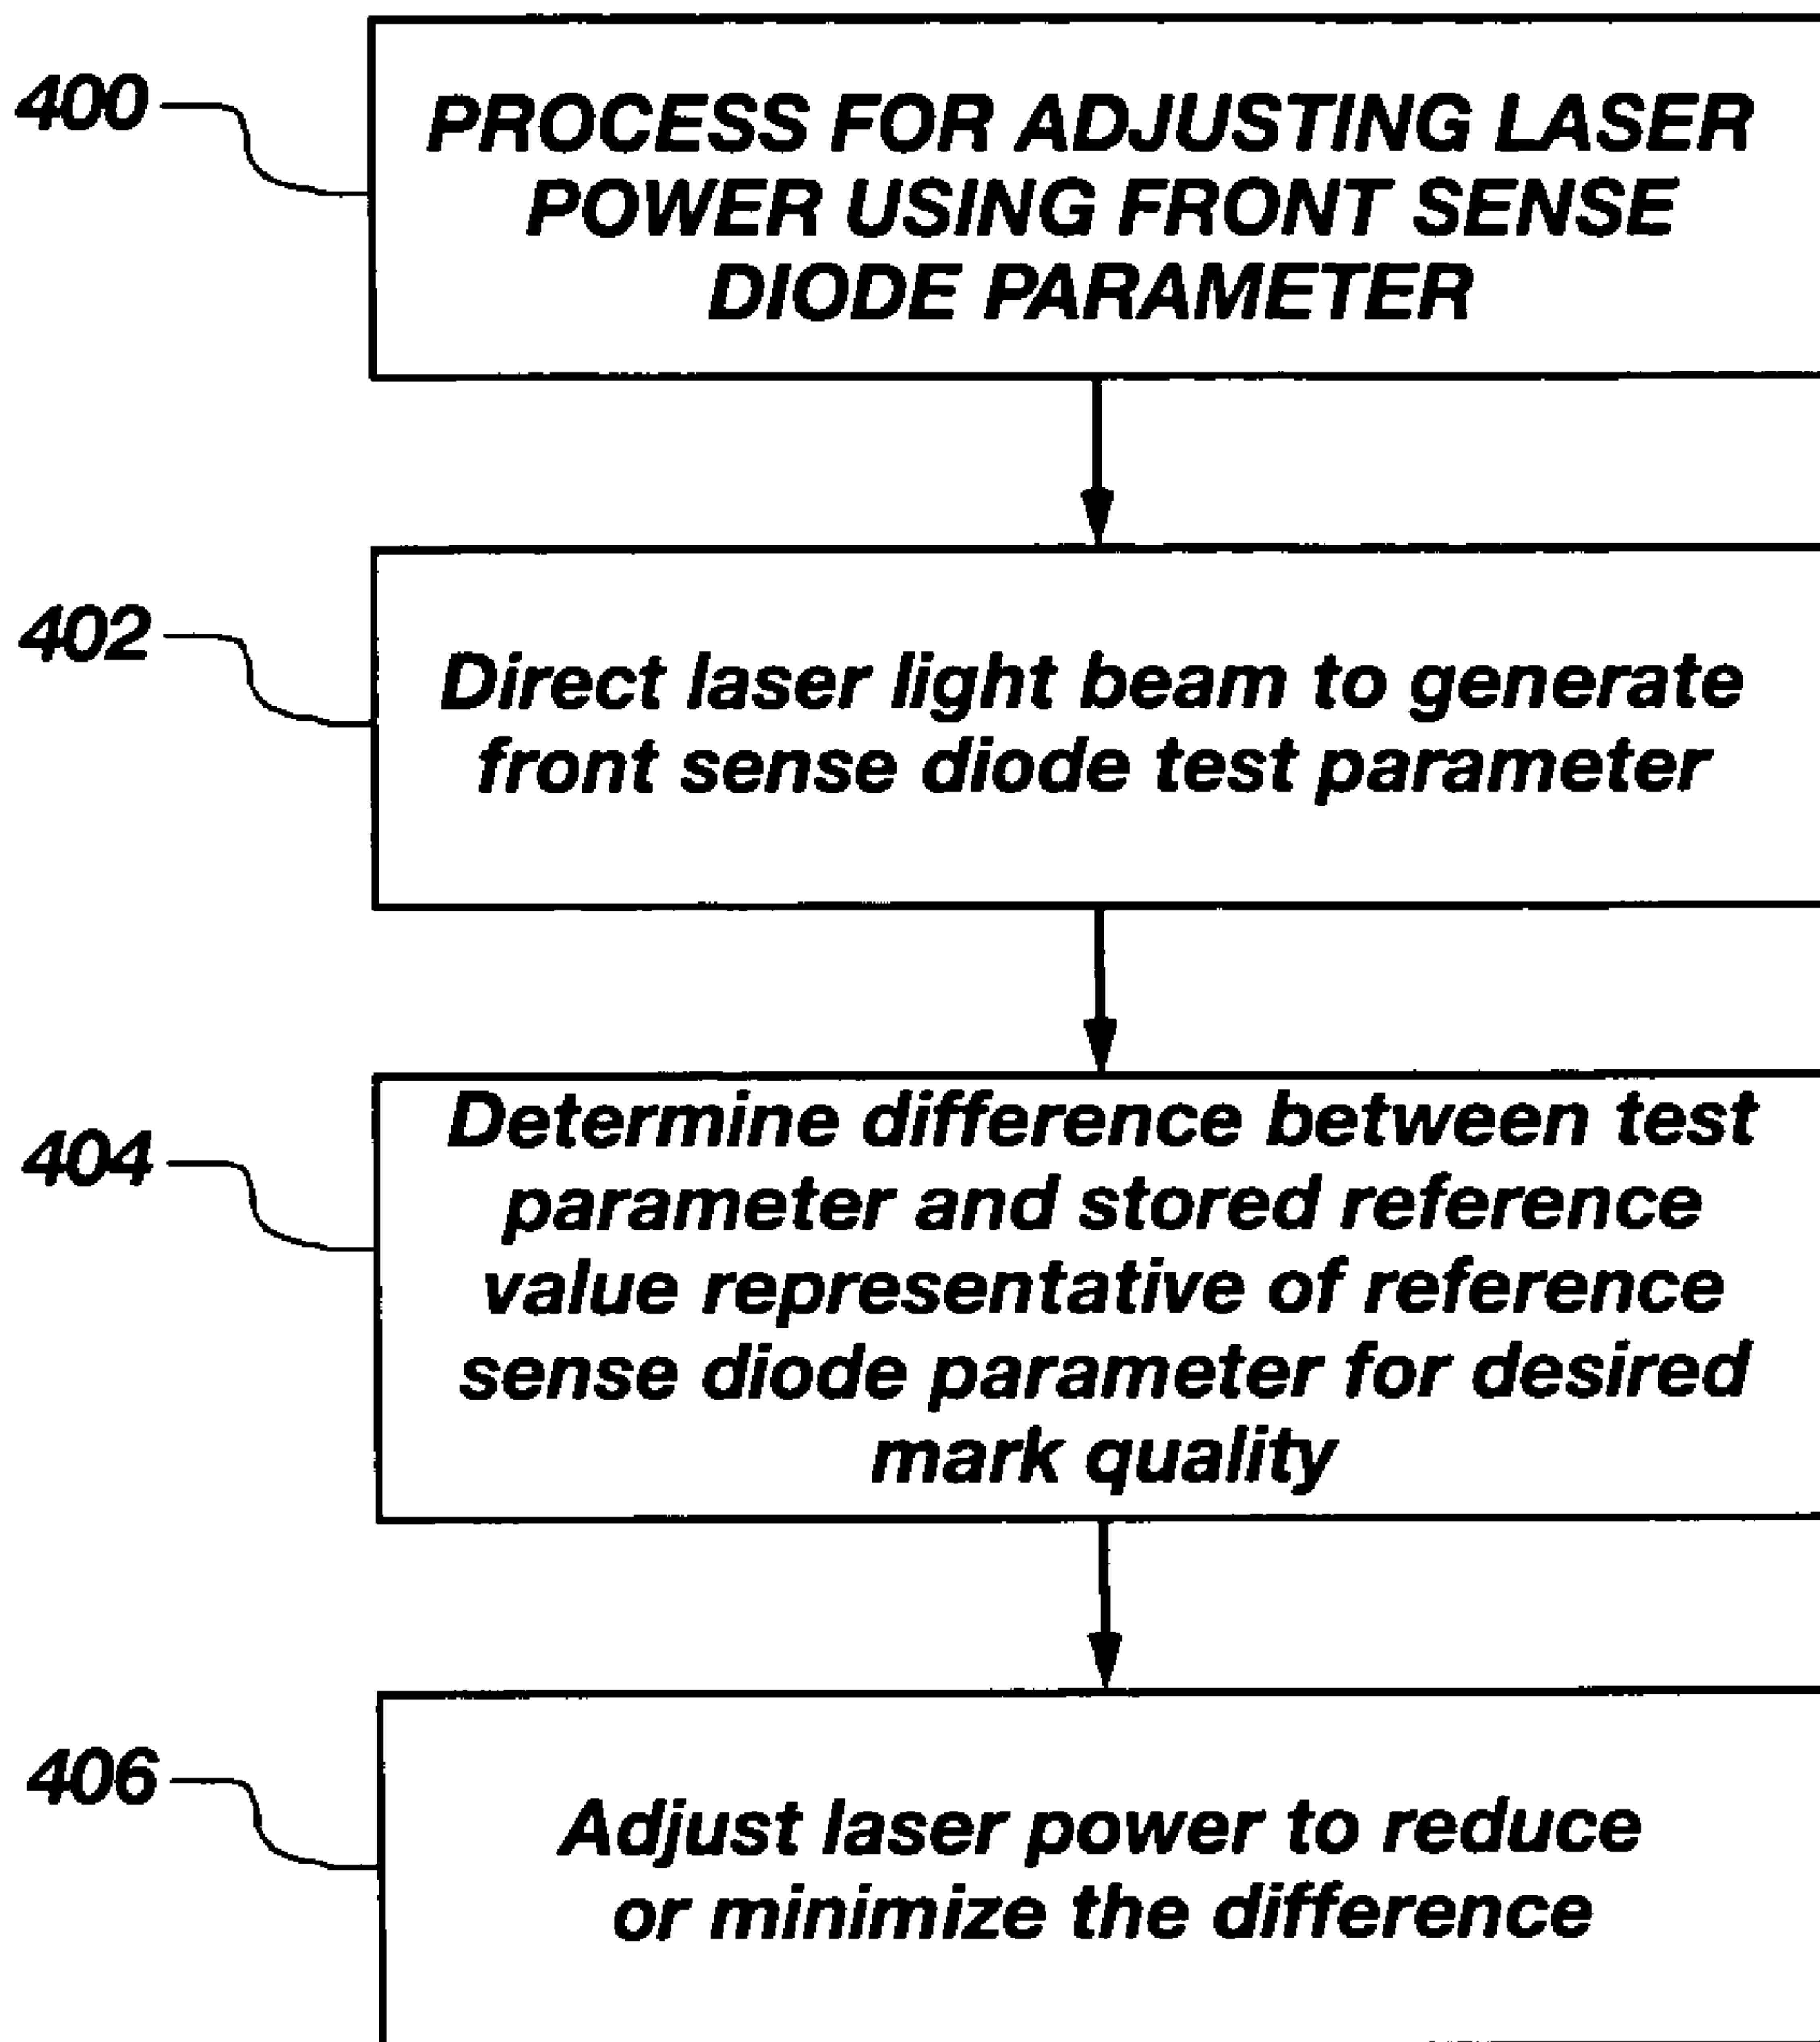 400
PROCESS FOR ADJUSTING LASER
POWER USING FRONT SENSE
DIODE PARAMETER
402
Direct laser light beam to generate
front sense diode test parameter
404
Determine difference between test
parameter and stored reference
value representative of reference
sense diode parameter for desired
mark quality
406
Adjust laser power to reduce
or minimize the difference